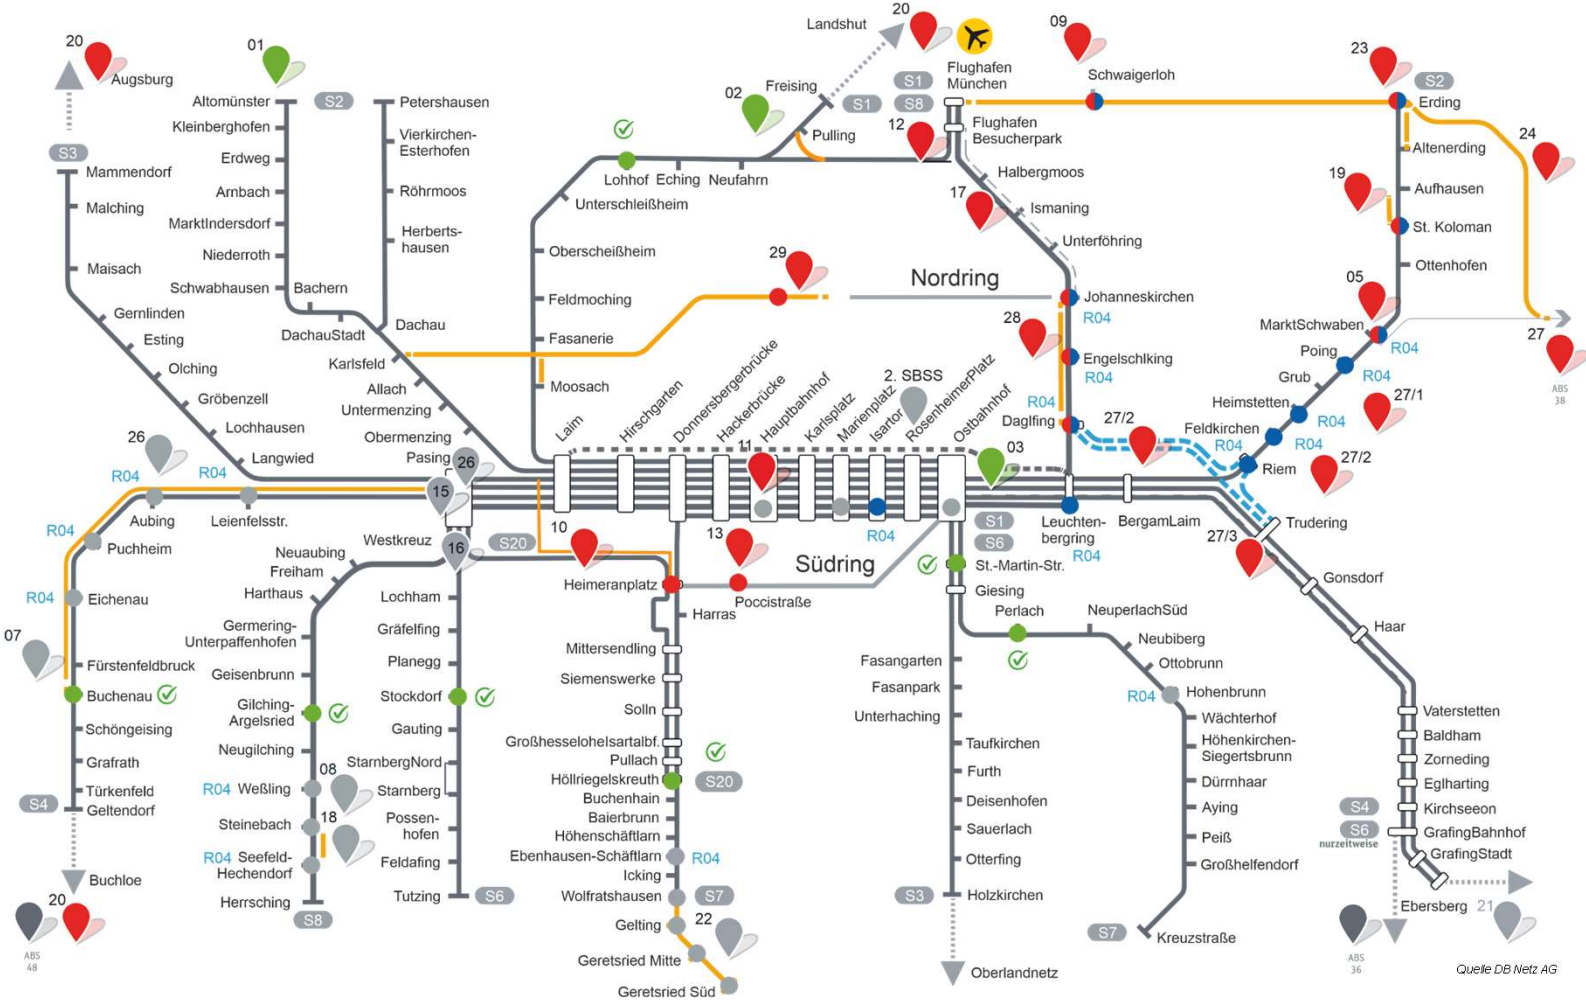 20
Augsburg
01
Altomünster
S2
Petershausen
Kleinberghofen
Vierkirchen-
Esterhofen
Erdweg
Arnbach
Röhrmoos
MarktIndersdorf
Herberts-
hausen
Niederroth
Schwabhausen
Bachern
DachauStadt
Dachau
Karlsfeld
Allach
Untermenzing
Obermenzing
Pasing
S3
Mammendorf
Malching
Maisach
Gernlinden
Esting
Olching
Gröbenzell
Lochhausen
Langwied
Landshut
20
Freising
S1
02
Pulling
Lohhof
Eching
Neufahrn
Unterschleißheim
Oberscheißheim
Feldmoching
Fasanerie
Moosach
29
Nordring
S1
S8
Flughafen
München
12
Flughafen
Besucherpark
Halbergmoos
17
Ismaning
Unterföhring
Johanneskirchen
R04
28
Engelschlking
R04
R04
Daglfing
09
Schwaigerloh
23
S2
Erding
24
Altenerding
19
Aufhausen
St. Koloman
Ottenhofen
05
MarktSchwaben
R04
27
ABS
38
Poing
R04
Grub
27/1
Heimstetten
R04
Feldkirchen
R04
R04
Riem
27/2
27/2
Trudering
27/3
Laim
Hirschgarten
Donnersbergerbrücke
Hackerbrücke
Hauptbahnhof
Karlsplatz
Marienplatz
Isartor
RosenheimerPlatz
Ostbahnhof
2. SBSS
11
03
R04
Leuchten-
bergring
R04
BergamLaim
S1
S6
26
R04
R04
26
15
Aubing
Leienfelsstr.
R04
Puchheim
R04
Eichenau
07
Fürstenfeldbruck
Buchenau
Schöngeising
Grafrath
Türkenfeld
S4
Geltendorf
Buchloe
20
ABS
48
Westkreuz
16
S20
Neuaubing
Freiham
Harthaus
Germering-
Unterpaffenhofen
Geisenbrunn
Gilching-
Argelsried
Neugilching
08
R04 Weßling
18
Steinebach
R04 Seefeld-
Hechendorf
Herrsching
S8
Lochham
Gräfelfing
Planegg
Stockdorf
Gauting
StarnbergNord
Starnberg
Possen-
hofen
Feldafing
Tutzing
S6
10
Heimeranplatz
13
Poccistraße
Südring
Harras
Mittersendling
Siemenswerke
Solln
Großhesselohelsartalbf.
Pullach
Höllriegelskreuth
S20
Buchenhain
Baierbrunn
Höhenschäftlarn
Ebenhausen-Schäftlarn
R04
Icking
Wolfratshausen
S7
Gelting
22
Geretsried Mitte
Geretsried Süd
St.-Martin-Str.
Giesing
Perlach
NeuperlachSüd
Neubiberg
Ottobrunn
R04
Hohenbrunn
Wächterhof
Höhenkirchen-
Siegertsbrunn
Dürrnhaar
Aying
Peiß
Großhelfendorf
S7
Kreuzstraße
Fasangarten
Fasanpark
Unterhaching
Taufkirchen
Furth
Deisenhofen
Sauerlach
Otterfing
S3
Holzkirchen
Oberlandnetz
Gonsdorf
Haar
Vaterstetten
Baldham
Zorneding
Eglharting
S4
Kirchseeon
S6
nurzeitweise
GrafingBahnhof
GrafingStadt
Ebersberg
21
ABS
36
Quelle DB Netz AG